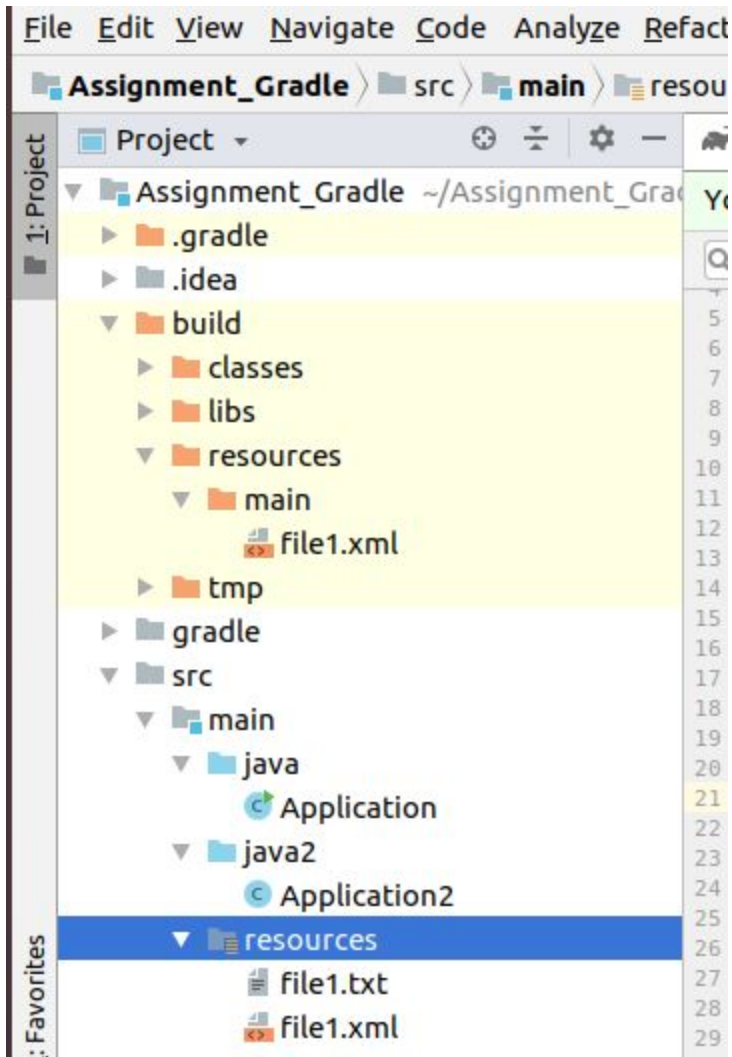 File Edit View Navigate Code Analyze Refact
Assignment_Gradle src main resou
1: Project
Project
Assignment_Gradle ~/Assignment_Grad
Yo
.gradle
.idea
build
classes
libs
resources
main
file1.xml
tmp
gradle
src
main
java
Application
java2
Application2
resources
file1.txt
file1.xml
: Favorites
5
6
7
8
9
10
11
12
13
14
15
16
17
18
19
20
21
22
23
24
25
26
27
28
29